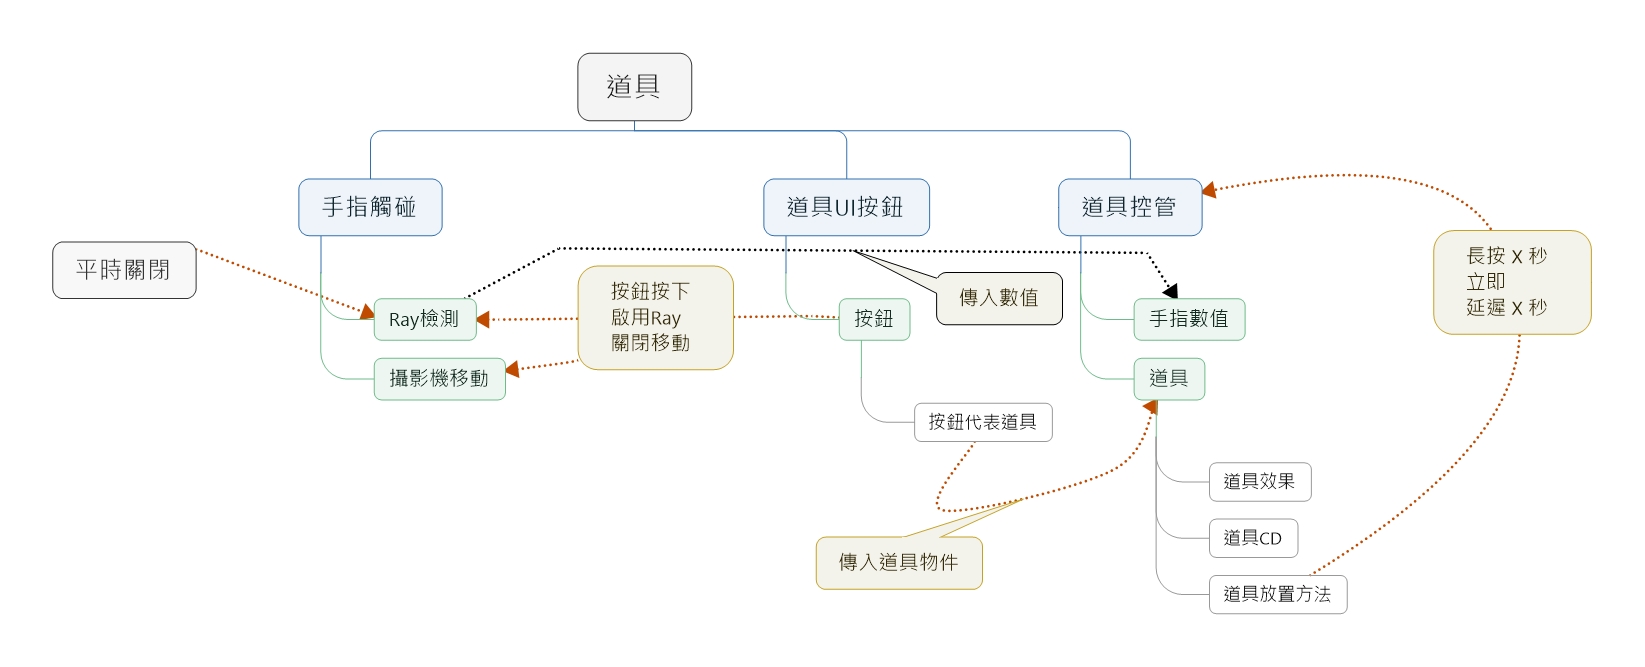 道具
手指觸碰
道具UI按鈕
道具控管
平時關閉
長按 X 秒
立即
延遲 X 秒
按鈕按下
啟用Ray
關閉移動
傳入數值
Ray檢測
按鈕
手指數值
攝影機移動
道具
按鈕代表道具
道具效果
道具CD
傳入道具物件
道具放置方法